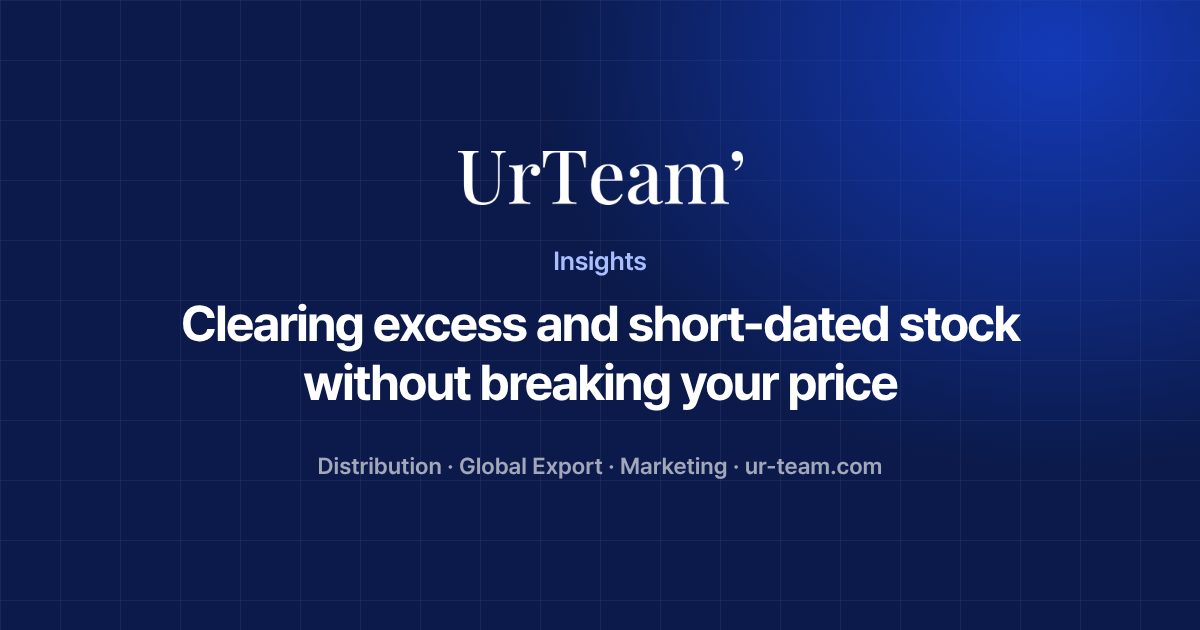 UrTeam’
Insights
Clearing excess and short-dated stock
without breaking your price
Distribution · Global Export · Marketing · ur-team.com